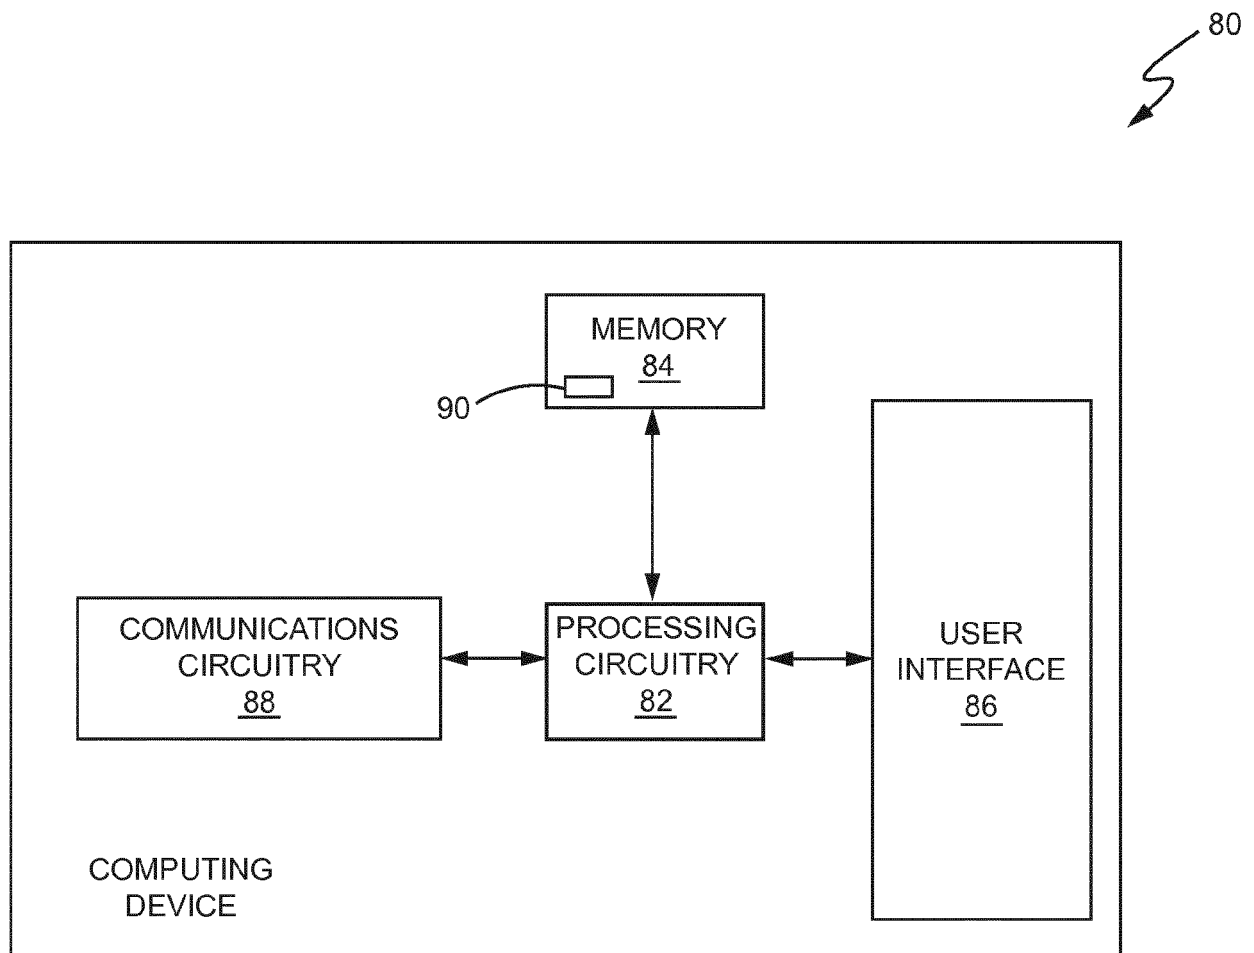 80
MEMORY
84
90
COMMUNICATIONS
CIRCUITRY
88
PROCESSING
CIRCUITRY
82
USER
INTERFACE
86
COMPUTING
DEVICE